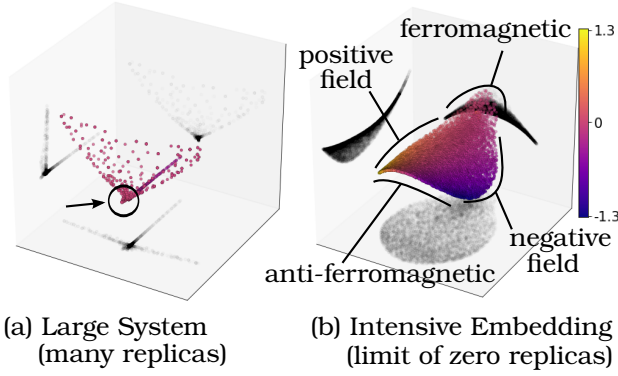 ferromagnetic
positive
field
1.3
0
-1.3
anti-ferromagnetic
negative
field
(a) Large System
(many replicas)
(b) Intensive Embedding
(limit of zero replicas)